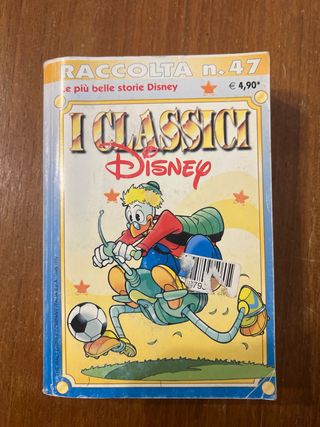 RACCOLTA n.47
Le più belle storie Disney
€ 4,90*
I CLASSICI
DISNEY